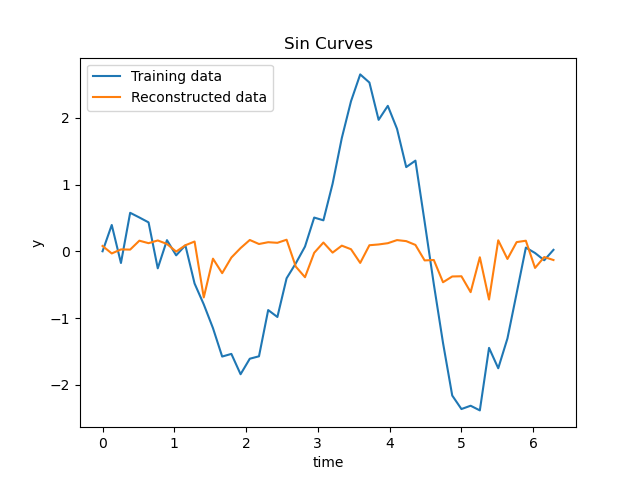 Sin Curves
Training data
Reconstructed data
y
2
1
0
−1
−2
0 1 2 3 4 5 6
time